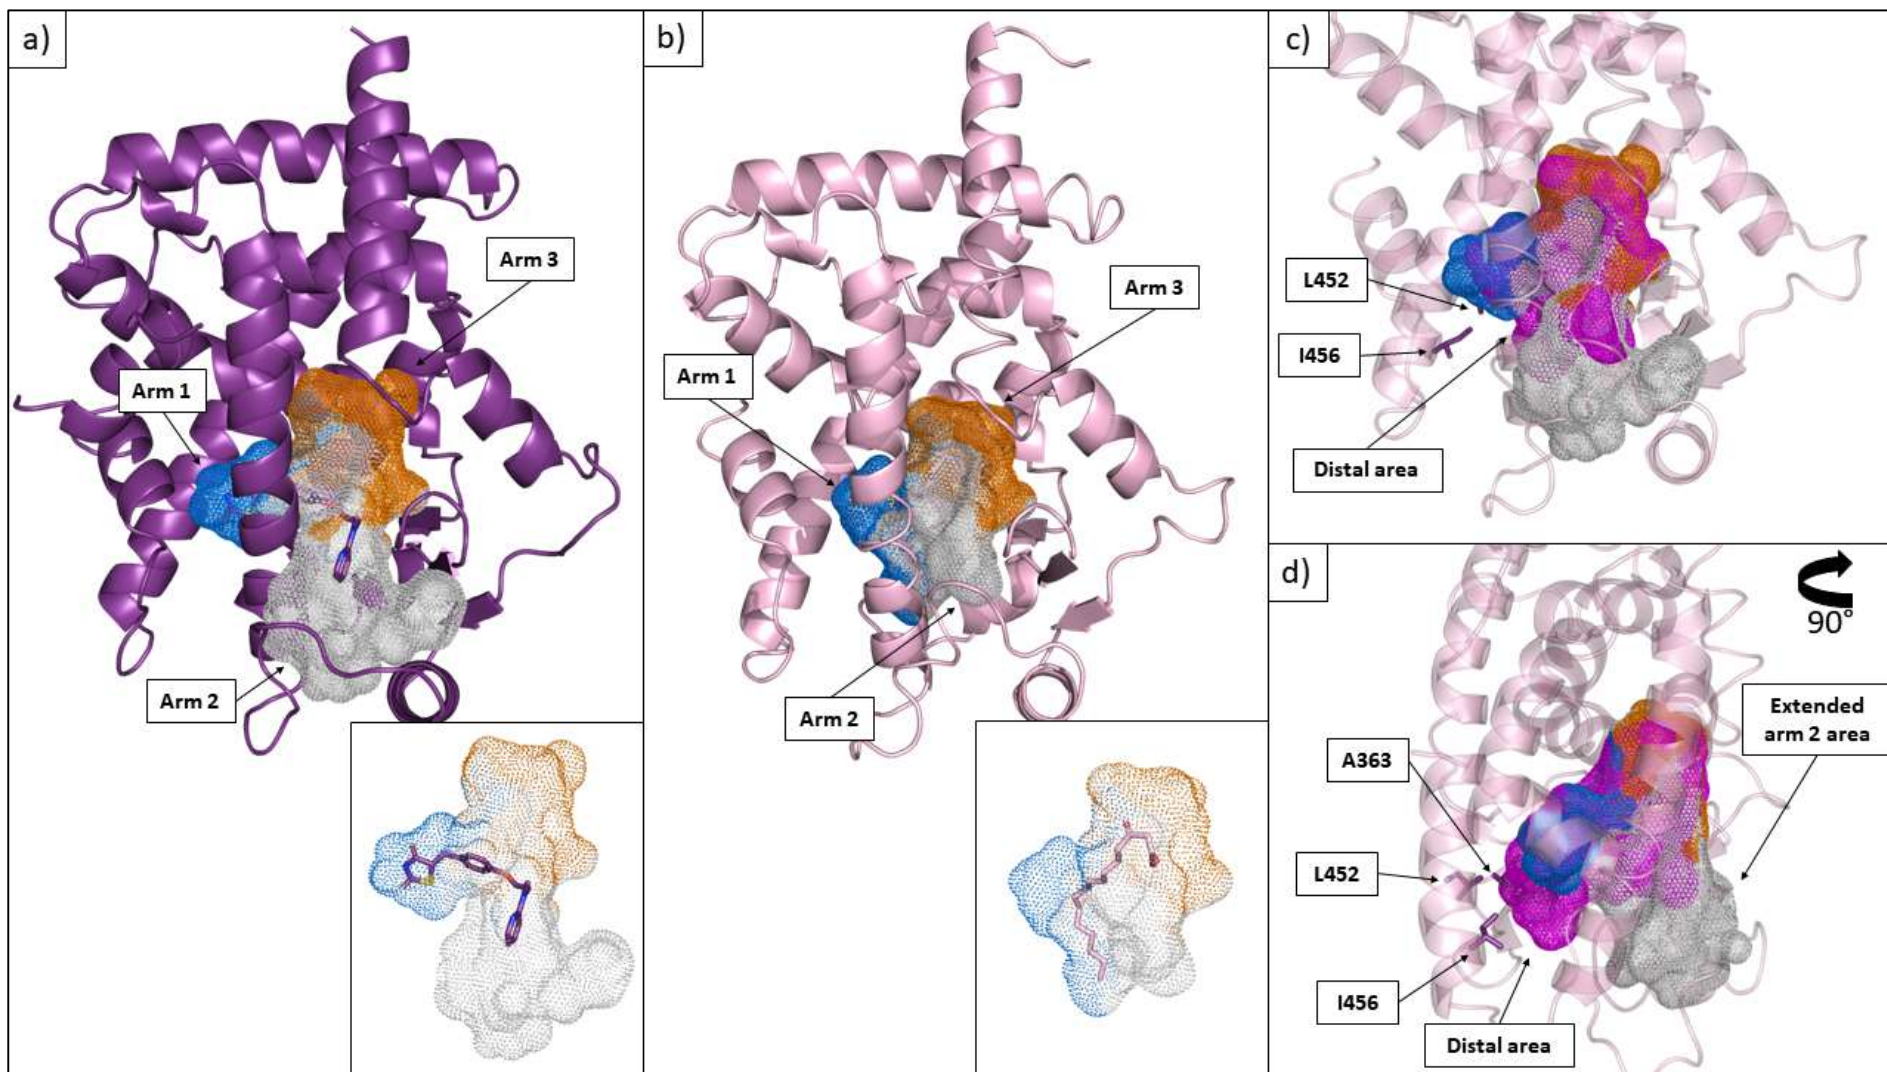 a)
Arm 3
Arm 1
Arm 2
b)
Arm 3
Arm 1
Arm 2
c)
L452
I456
Distal area
d)
90°
Extended
arm 2 area
A363
L452
I456
Distal area